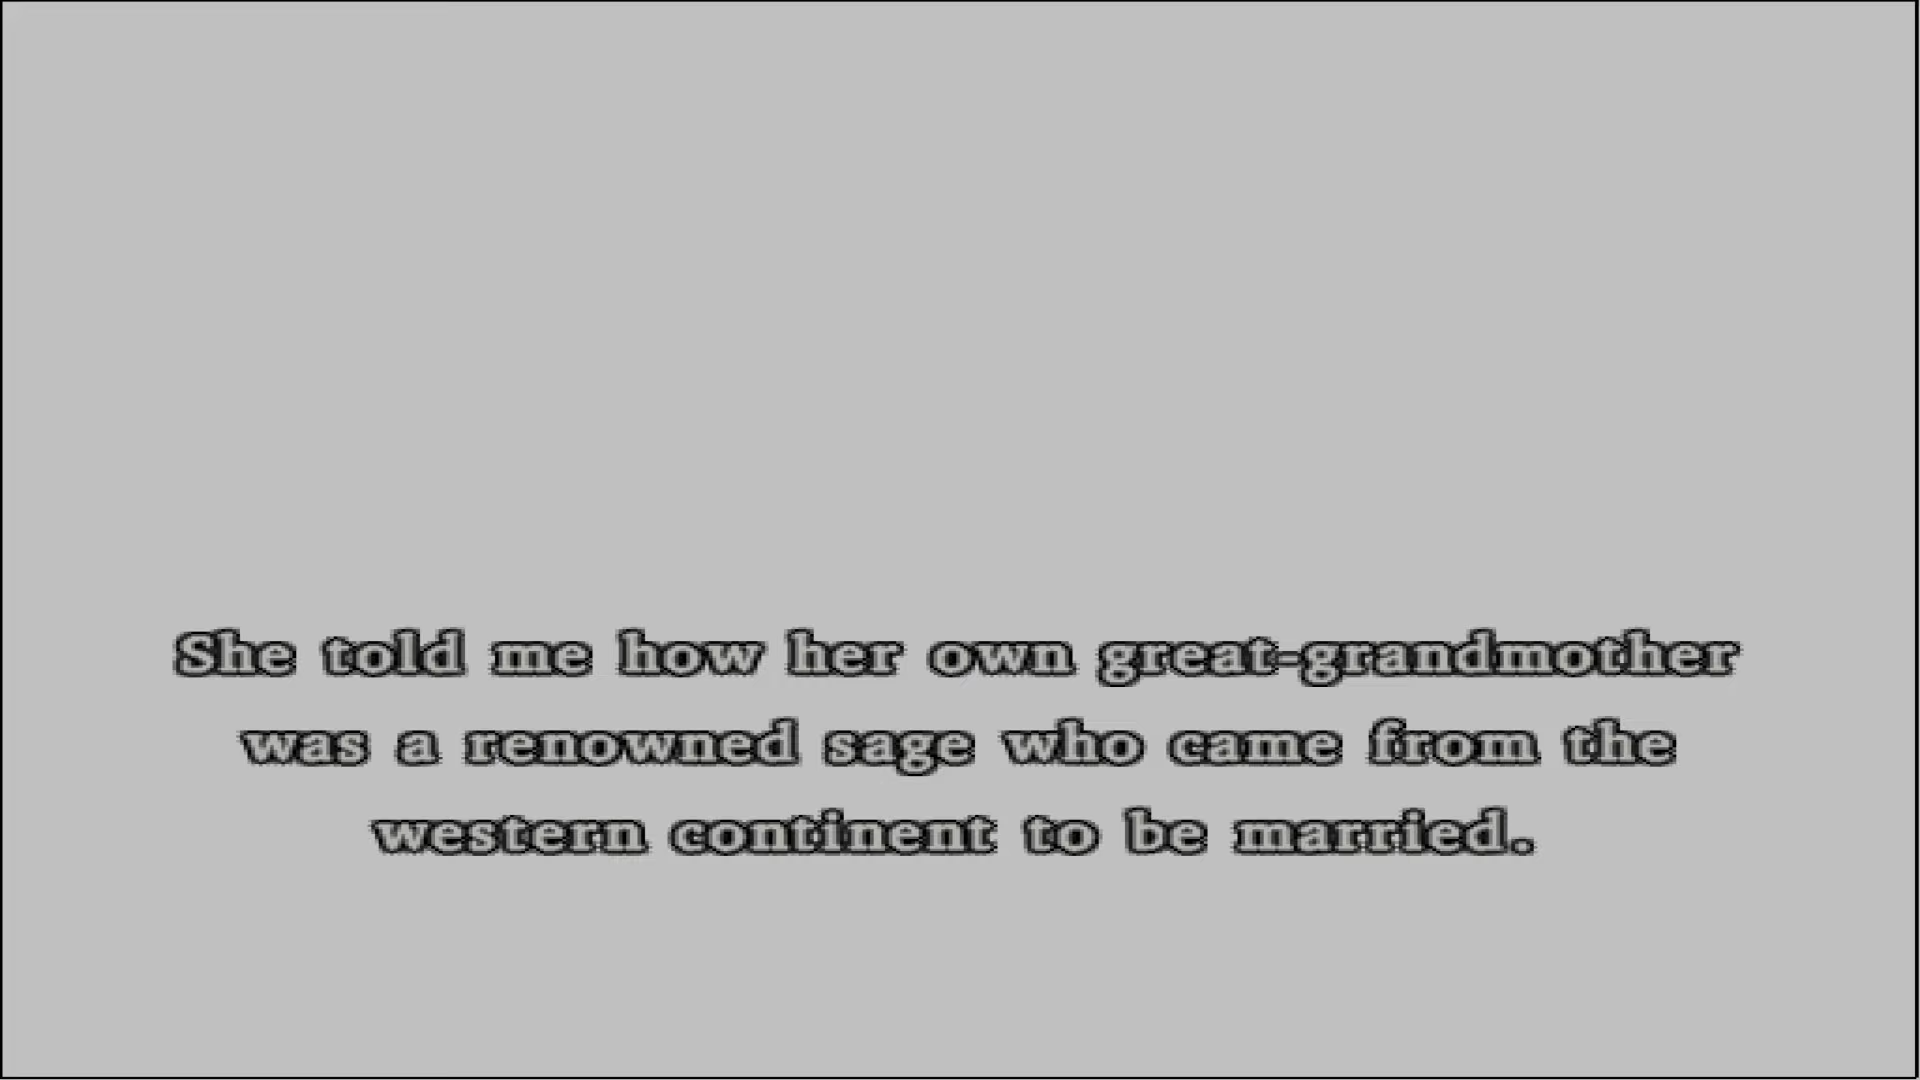 She told me how her own great-grandmother
was a renowned sage who came from the
western continent to be married.